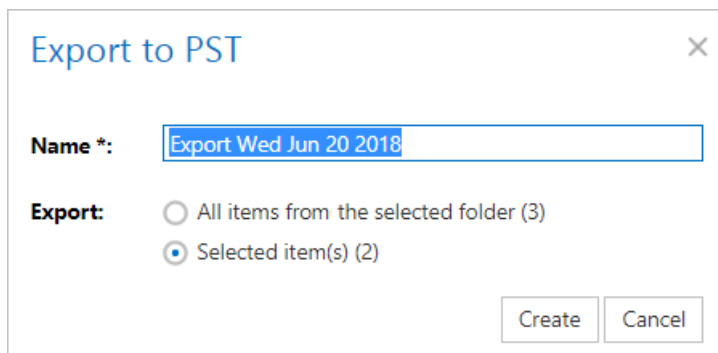 Export to PST
Name *: Export Wed Jun 20 2018
Export: All items from the selected folder (3)
Selected item(s) (2)
Create Cancel